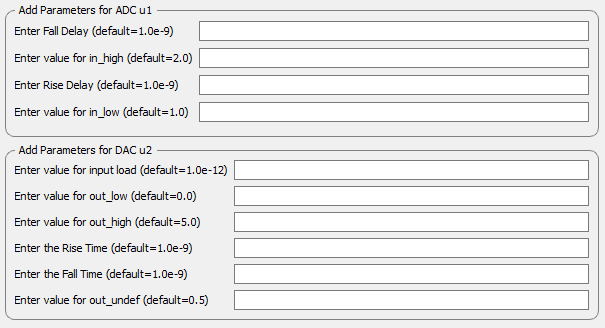 Add Parameters for ADC u1
Enter Fall Delay (default=1.0e-9)
Enter value for in_high (default=2.0)
Enter Rise Delay (default=1.0e-9)
Enter value for in_low (default=1.0)
Add Parameters for DAC u2
Enter value for input load (default=1.0e-12)
Enter value for out_low (default=0.0)
Enter value for out_high (default=5.0)
Enter the Rise Time (default=1.0e-9)
Enter the Fall Time (default=1.0e-9)
Enter value for out_undef (default=0.5)